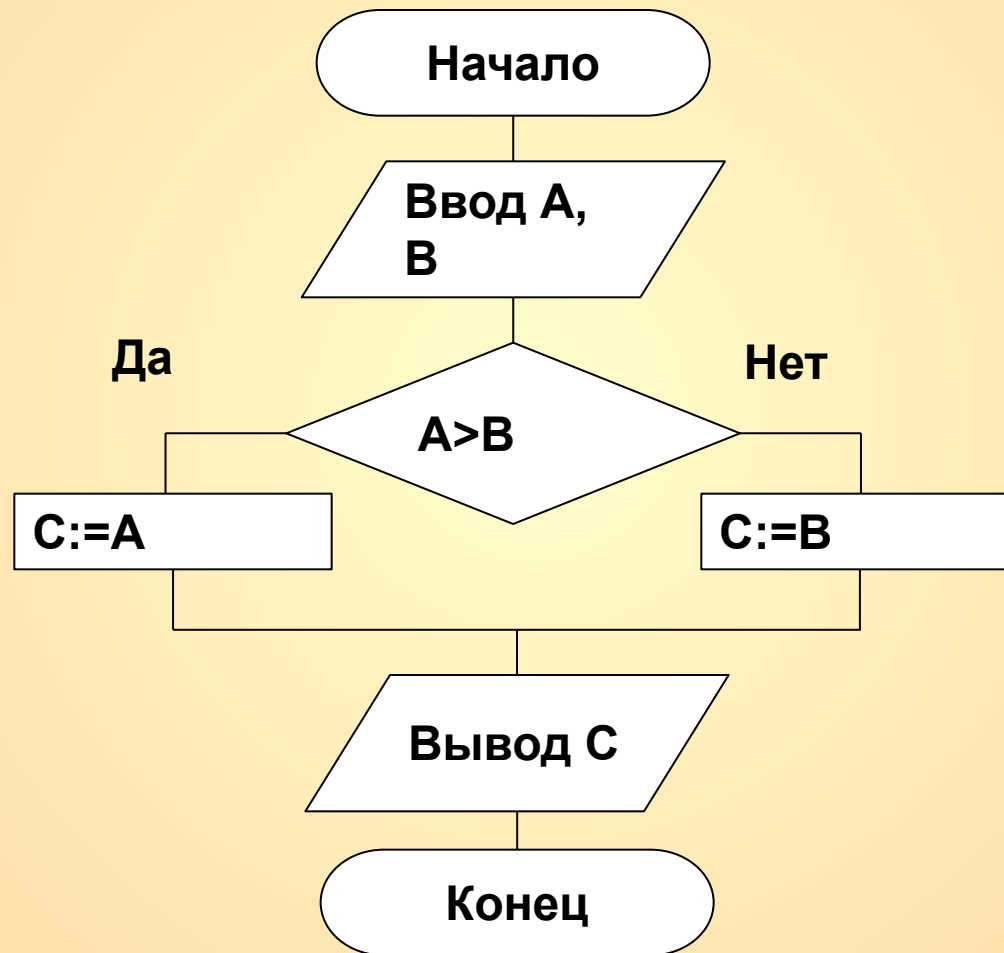 Начало
Ввод А,
В
Да
Нет
А>В
С:=А
С:=В
Вывод С
Конец